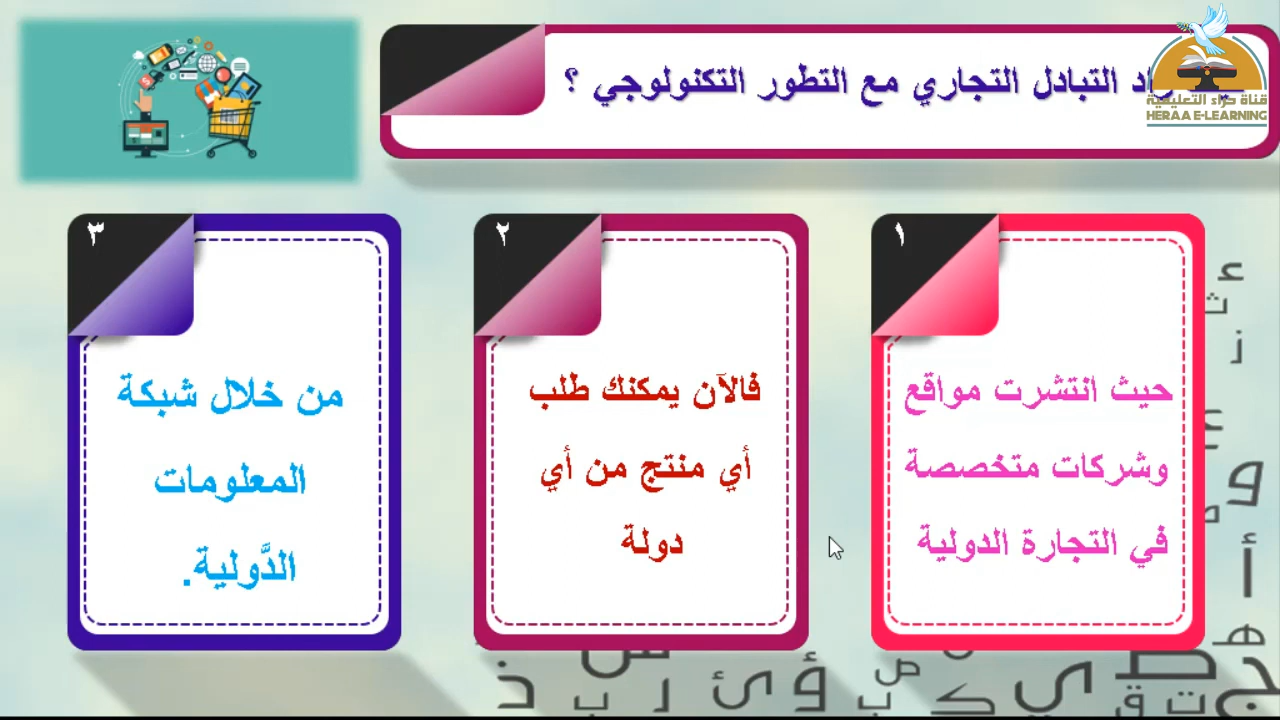 زاد التبادل التجاري مع التطور التكنولوجي ؟
قناة حراء التعليمية
HERAA E-LEARNING
١
حيث انتشرت مواقع
وشركات متخصصة
في التجارة الدولية
٢
فالآن يمكنك طلب
أي منتج من أي
دولة
٣
من خلال شبكة
المعلومات
الدَّولية.